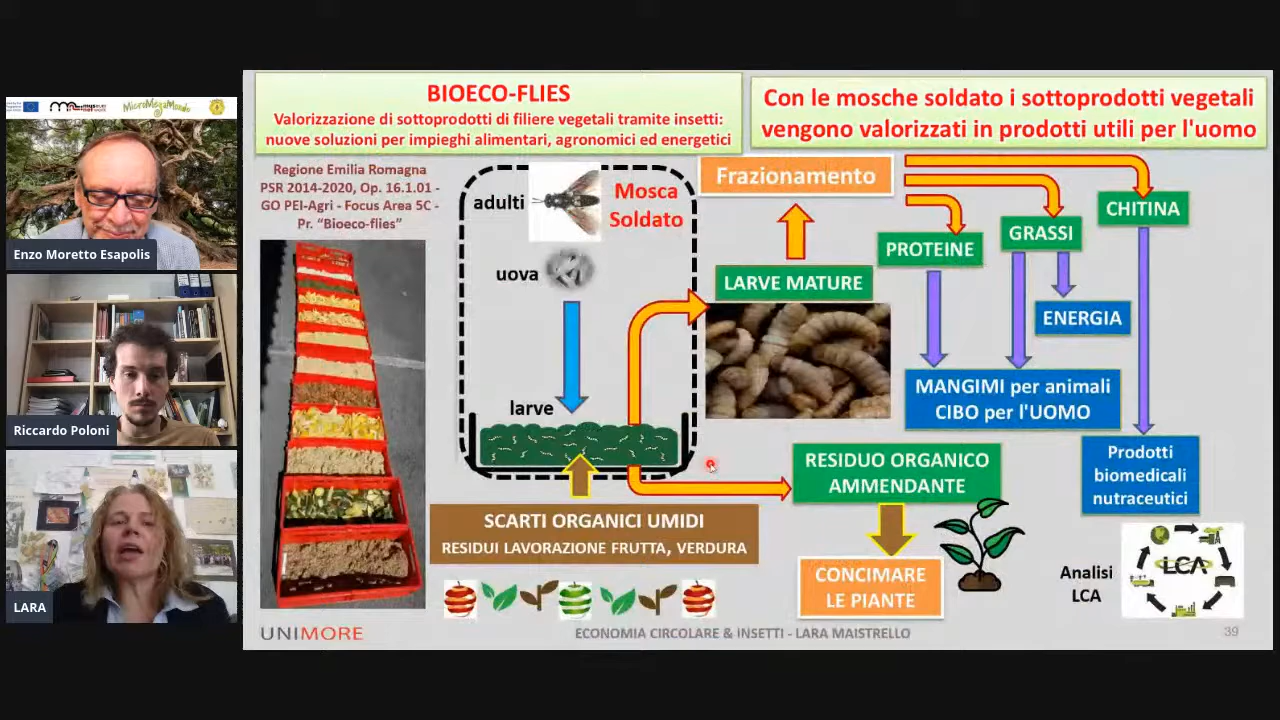 MicroMegaMondo
Enzo Moretto Esapolis
Riccardo Poloni
LARA
BIOECO-FLIES
Valorizzazione di sottoprodotti di filiere vegetali tramite insetti:
nuove soluzioni per impieghi alimentari, agronomici ed energetici
Con le mosche soldato i sottoprodotti vegetali
vengono valorizzati in prodotti utili per l'uomo
Regione Emilia Romagna
PSR 2014-2020, Op. 16.1.01 -
GO PEI-Agri - Focus Area 5C -
Pr. “Bioeco-flies”
adulti
Mosca
Soldato
uova
larve
SCARTI ORGANICI UMIDI
RESIDUI LAVORAZIONE FRUTTA, VERDURA
Frazionamento
LARVE MATURE
PROTEINE
GRASSI
CHITINA
ENERGIA
MANGIMI per animali
CIBO per l'UOMO
Prodotti
biomedicali
nutraceutici
RESIDUO ORGANICO
AMMENDANTE
CONCIMARE
LE PIANTE
Analisi
LCA
LCA
UNIMORE
ECONOMIA CIRCOLARE & INSETTI - LARA MAISTRELLO
39